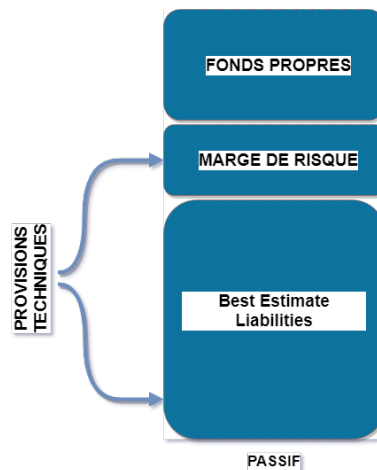 FONDS PROPRES
MARGE DE RISQUE
PROVISIONS
TECHNIQUES
Best Estimate
Liabilities
PASSIF